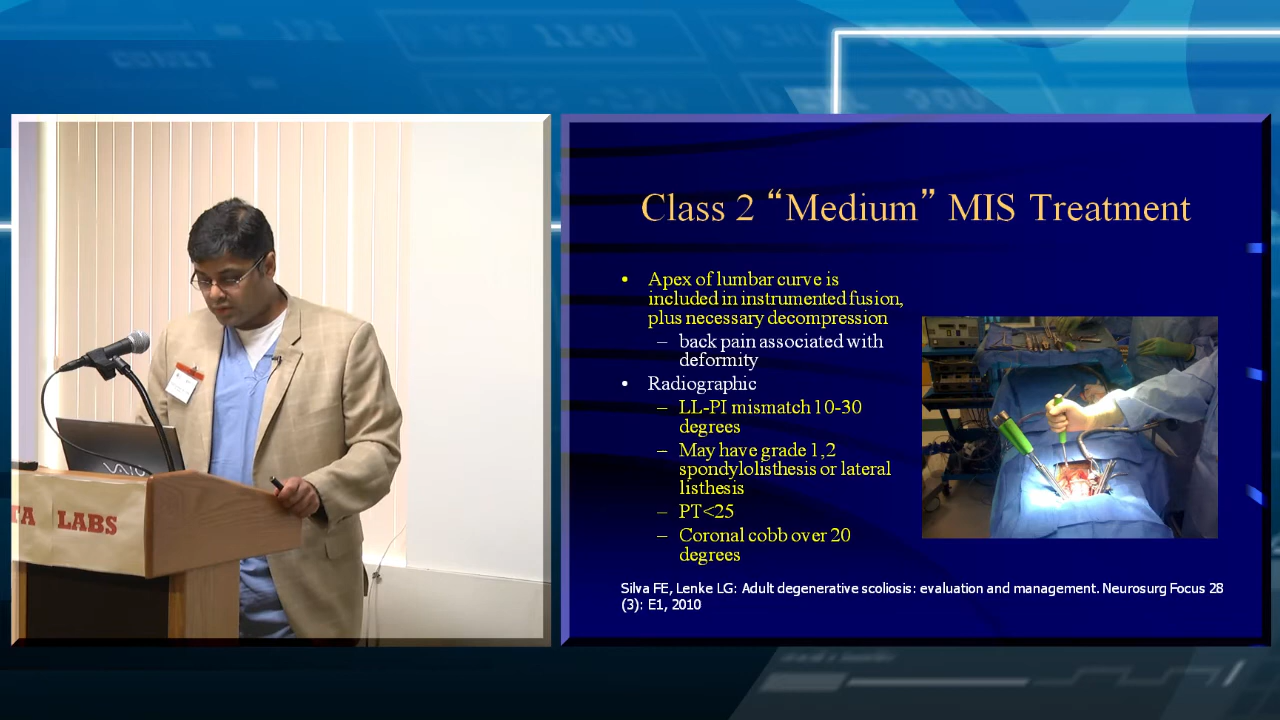 Class 2 “Medium” MIS Treatment
• Apex of lumbar curve is
included in instrumented fusion,
plus necessary decompression
– back pain associated with
deformity
• Radiographic
– LL-PI mismatch 10-30
degrees
– May have grade 1,2
spondylolisthesis or lateral
listhesis
– PT<25
– Coronal cobb over 20
degrees
Silva FE, Lenke LG: Adult degenerative scoliosis: evaluation and management. Neurosurg Focus 28
(3): E1, 2010
VAIO
LABS